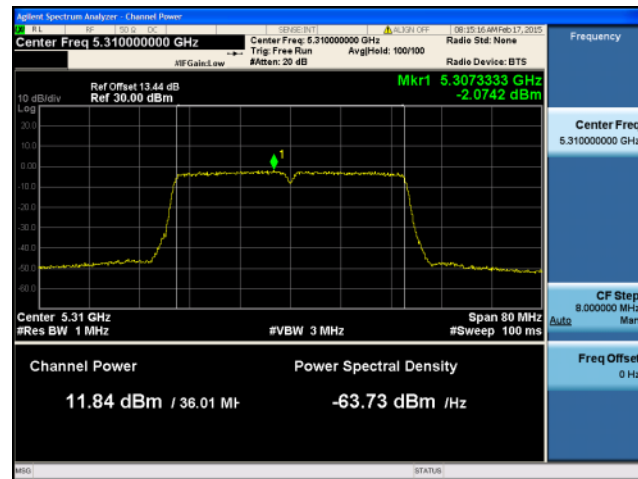 Agilent Spectrum Analyzer - Channel Power
RL RF 50 Ω DC SENSE:INT ALIGN OFF 08:15:16 AM Feb 17, 2015
Center Freq 5.310000000 GHz
Center Freq: 5.310000000 GHz
Radio Std: None
Trig: Free Run Avg|Hold: 100/100
#IFGain:Low #Atten: 20 dB Radio Device: BTS
Ref Offset 13.44 dB
10 dB/div Ref 30.00 dBm
Mkr1 5.3073333 GHz
-2.0742 dBm
Log
20.0
10.0
0.00
-10.0
-20.0
-30.0
-40.0
-50.0
-60.0
1
Center 5.31 GHz Span 80 MHz
#Res BW 1 MHz #VBW 3 MHz #Sweep 100 ms
Channel Power Power Spectral Density
11.84 dBm / 36.01 MH -63.73 dBm /Hz
MSG STATUS
Frequency
Center Freq
5.310000000 GHz
CF Step
8.000000 MHz
Auto Man
Freq Offset
0 Hz